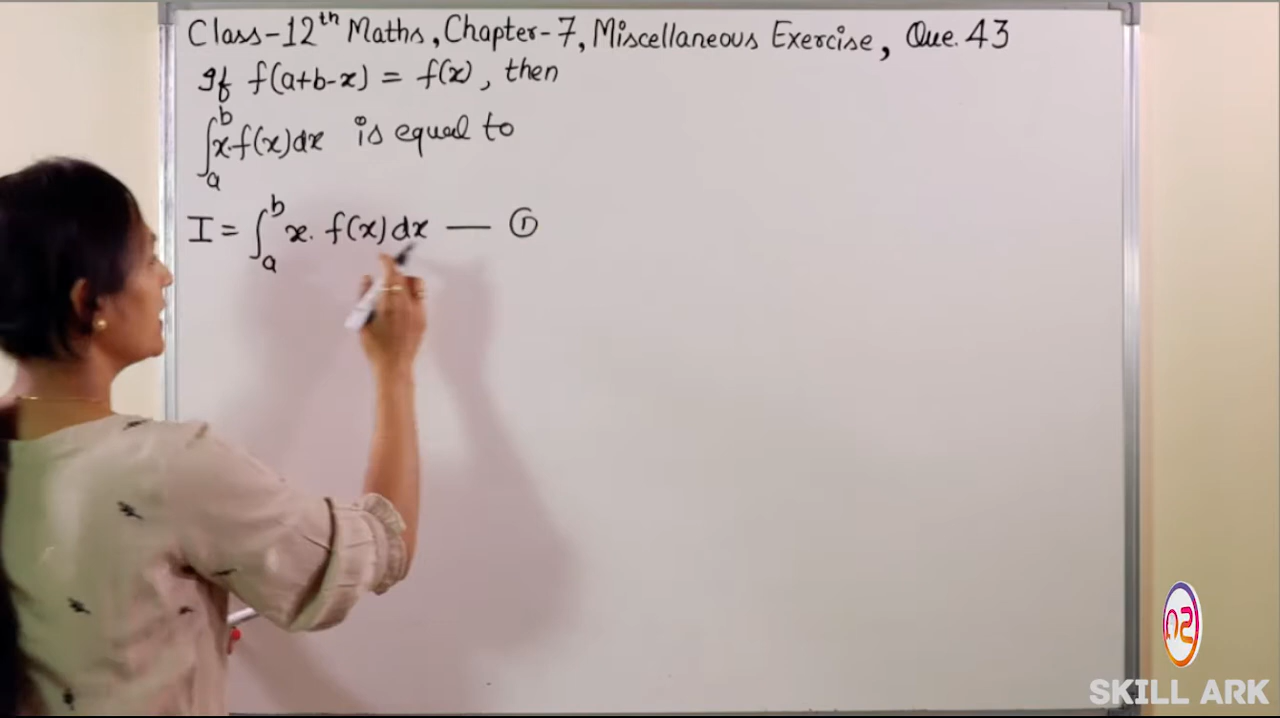 Class-12th Maths, Chapter-7, Miscellaneous Exercise, Que. 43
If f(a+b-x) = f(x), then
∫ₐᵇ x.f(x)dx is equal to
I = ∫ₐᵇ x. f(x)dx — ①
SKILL ARK